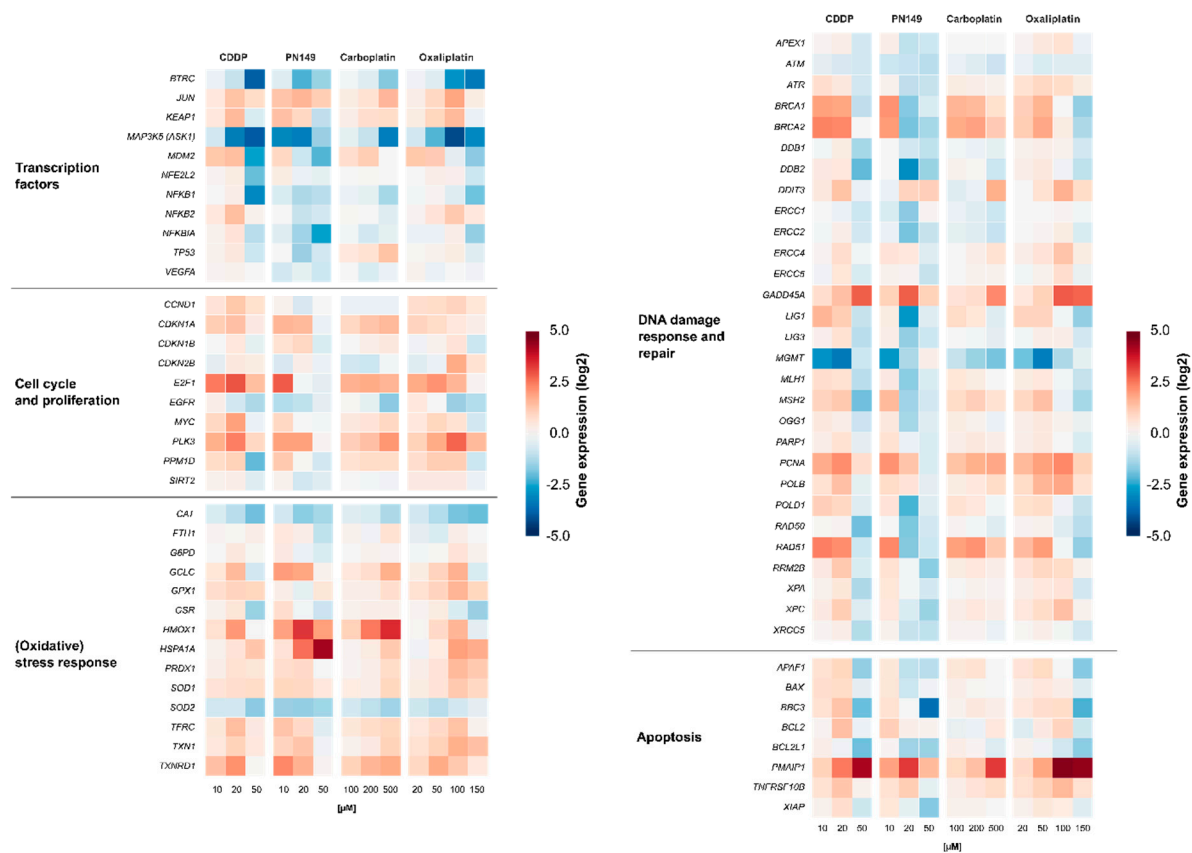 CDDP PN149 Carboplatin Oxaliplatin
BTRC
JUN
KEAP1
MAP3K5 (ASK1)
MDM2
NFE2L2
NFKB1
NFKB2
NFKBIA
TP53
VEGFA
Transcription
factors
CCND1
CDKN1A
CDKN1B
CDKN2B
E2F1
EGFR
MYC
PLK3
PPM1D
SIRT2
Cell cycle
and proliferation
CAT
FTH1
G6PD
GCLC
GPX1
GSR
HMOX1
HSPA1A
PRDX1
SOD1
SOD2
TFRC
TXN1
TXNRD1
(Oxidative)
stress response
10 20 50 10 20 50 100 200 500 20 50 100 150
[µM]
5.0
2.5
0.0
-2.5
-5.0
Gene expression (log2)
CDDP PN149 Carboplatin Oxaliplatin
APEX1
ATM
ATR
BRCA1
BRCA2
DDB1
DDB2
DDIT3
ERCC1
ERCC2
ERCC4
ERCC5
GADD45A
LIG1
LIG3
MGMT
MLH1
MSH2
OGG1
PARP1
PCNA
POLB
POLD1
RAD50
RAD51
RRM2B
XPA
XPC
XRCC5
DNA damage
response and
repair
APAF1
BAX
BBC3
BCL2
BCL2L1
PMAIP1
TNFRSF10B
XIAP
Apoptosis
10 20 50 10 20 50 100 200 500 20 50 100 150
[µM]
5.0
2.5
0.0
-2.5
-5.0
Gene expression (log2)